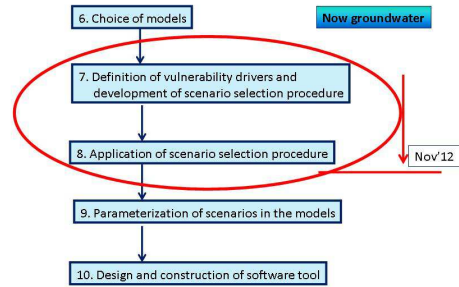 6. Choice of models
Now groundwater
7. Definition of vulnerability drivers and
development of scenario selection procedure
8. Application of scenario selection procedure
Nov'12
9. Parameterization of scenarios in the models
10. Design and construction of software tool